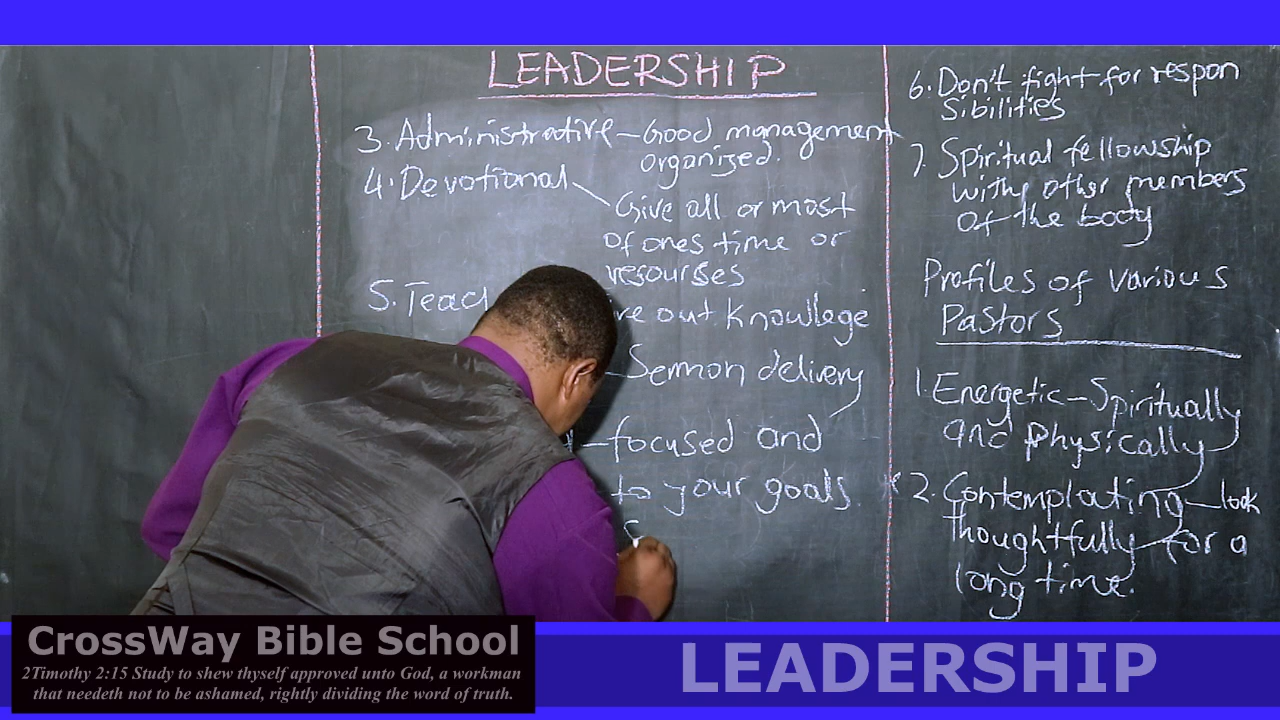 LEADERSHIP
3. Administrative – Good management
organized.
4. Devotional
Give all or most
of ones time or
resourses
5. Teac
re out knowlege
Sermon delivery
– focused and
to your goals.
S
6. Don't fight for respon
sibilities
7. Spiritual fellowship
with other members
of the body
Profiles of various
Pastors
1. Energetic – Spiritually
and Physically
2. Contemplating – look
thoughtfully for a
long time.
CrossWay Bible School
2Timothy 2:15 Study to shew thyself approved unto God, a workman
that needeth not to be ashamed, rightly dividing the word of truth.
LEADERSHIP